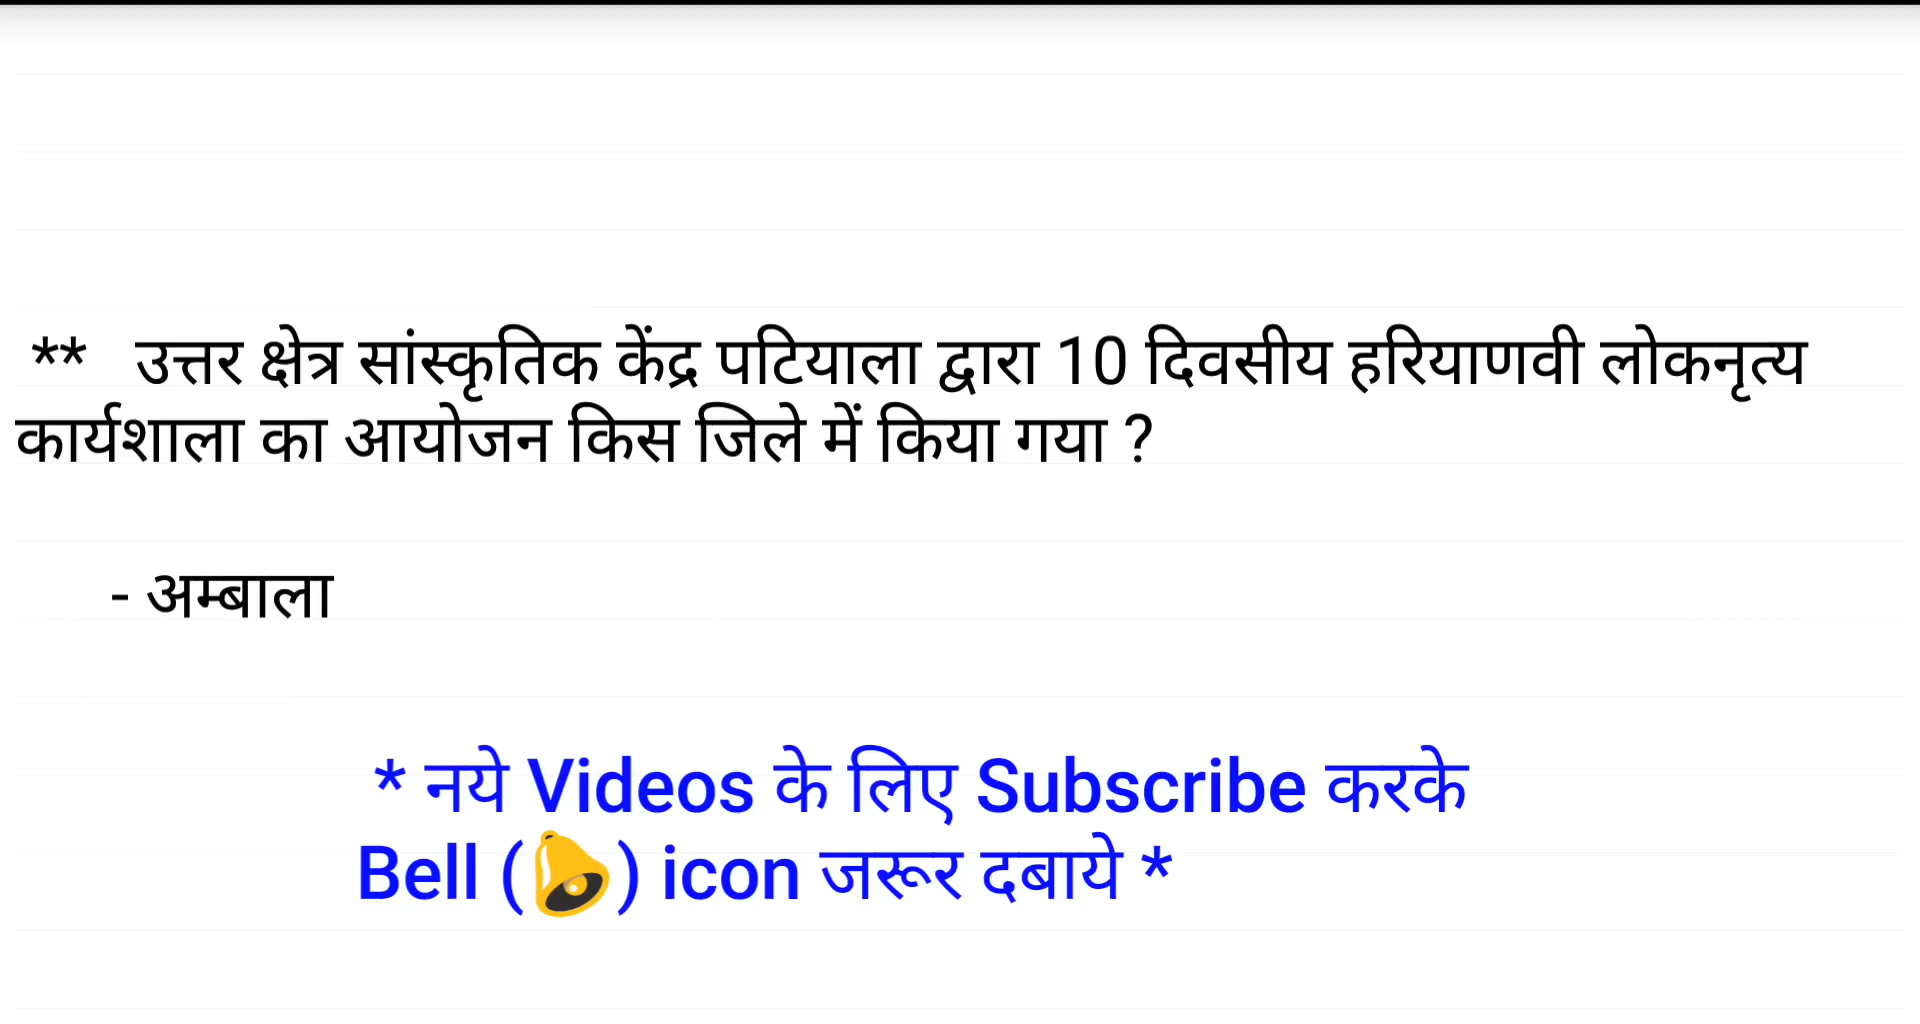 ** उत्तर क्षेत्र सांस्कृतिक केंद्र पटियाला द्वारा 10 दिवसीय हरियाणवी लोकनृत्य
कार्यशाला का आयोजन किस जिले में किया गया ?
- अम्बाला
* नये Videos के लिए Subscribe करके
Bell (🔔) icon जरूर दबाये *